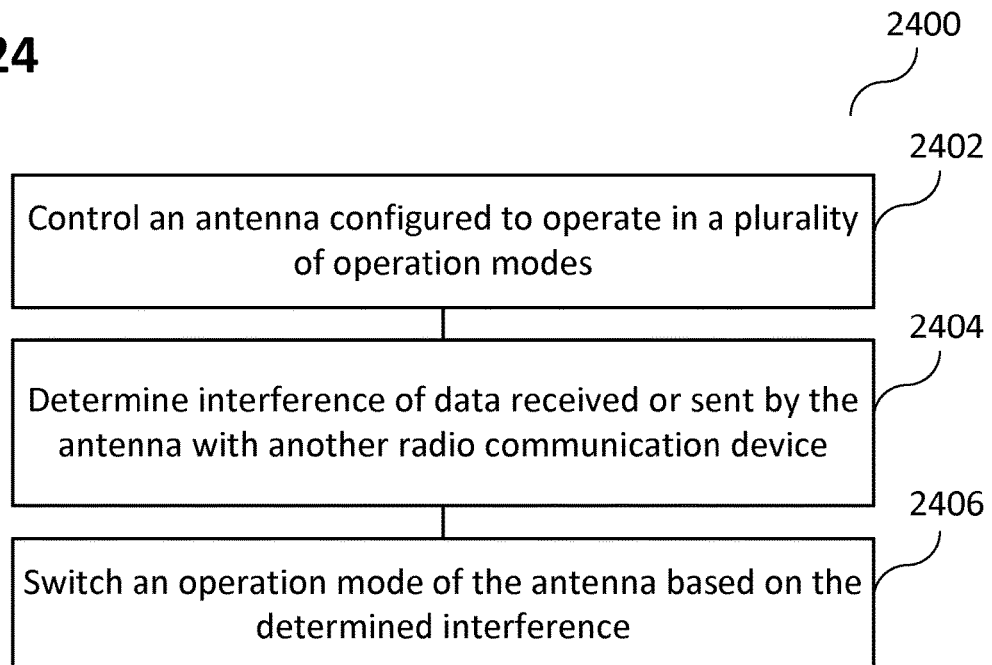 24
2400
2402
Control an antenna configured to operate in a plurality
of operation modes
2404
Determine interference of data received or sent by the
antenna with another radio communication device
2406
Switch an operation mode of the antenna based on the
determined interference